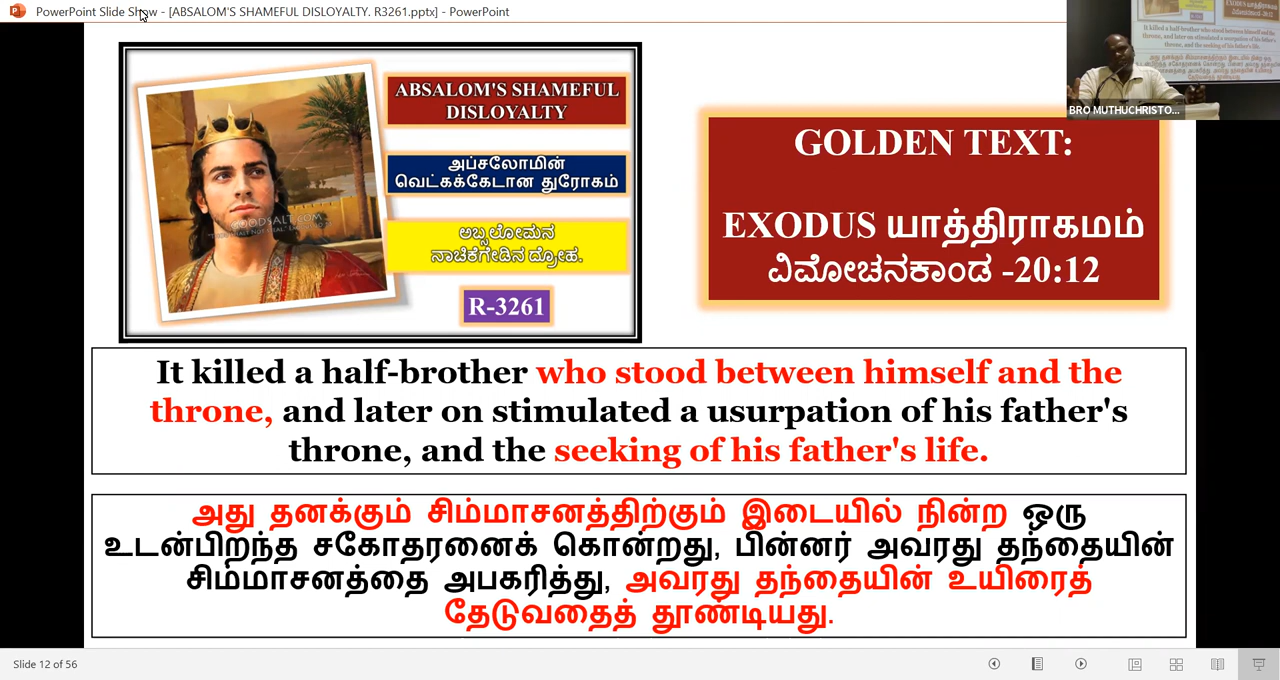 PowerPoint Slide Show - [ABSALOM'S SHAMEFUL DISLOYALTY. R3261.pptx] - PowerPoint
BRO MUTHUCHRISTO...
ABSALOM'S SHAMEFUL
DISLOYALTY
அப்சலோமின்
வெட்கக்கேடான துரோகம்
ಅಬ್ಸಲೋಮನ
ನಾಚಿಕೆಗೇಡಿನ ದ್ರೋಹ.
R-3261
GOODSALT.COM
GOLDEN TEXT:
EXODUS யாத்திராகமம்
ವಿಮೋಚನಕಾಂಡ -20:12
It killed a half-brother who stood between himself and the
throne, and later on stimulated a usurpation of his father's
throne, and the seeking of his father's life.
அது தனக்கும் சிம்மாசனத்திற்கும் இடையில் நின்ற ஒரு
உடன்பிறந்த சகோதரனைக் கொன்றது, பின்னர் அவரது தந்தையின்
சிம்மாசனத்தை அபகரித்து, அவரது தந்தையின் உயிரைத்
தேடுவதைத் தூண்டியது.
Slide 12 of 56